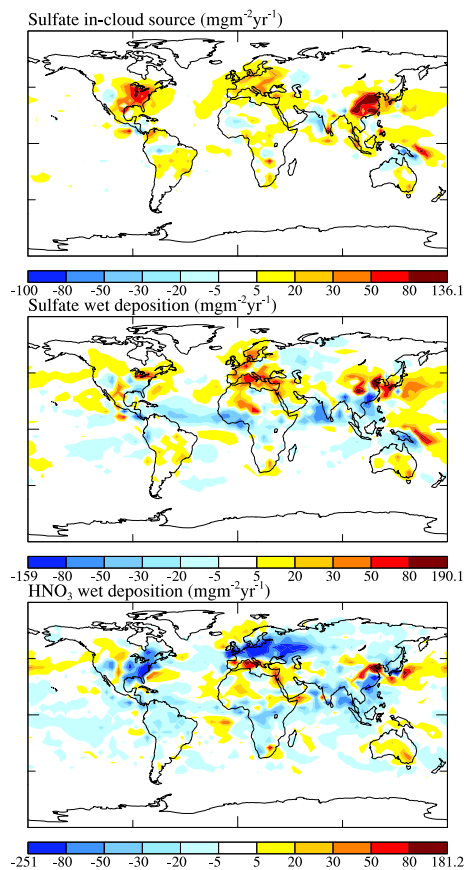 Sulfate in-cloud source (mgm⁻²yr⁻¹)
-100 -80 -50 -30 -20 -5 5 20 30 50 80 136.1
Sulfate wet deposition (mgm⁻²yr⁻¹)
-159 -80 -50 -30 -20 -5 5 20 30 50 80 190.1
HNO₃ wet deposition (mgm⁻²yr⁻¹)
-251 -80 -50 -30 -20 -5 5 20 30 50 80 181.2